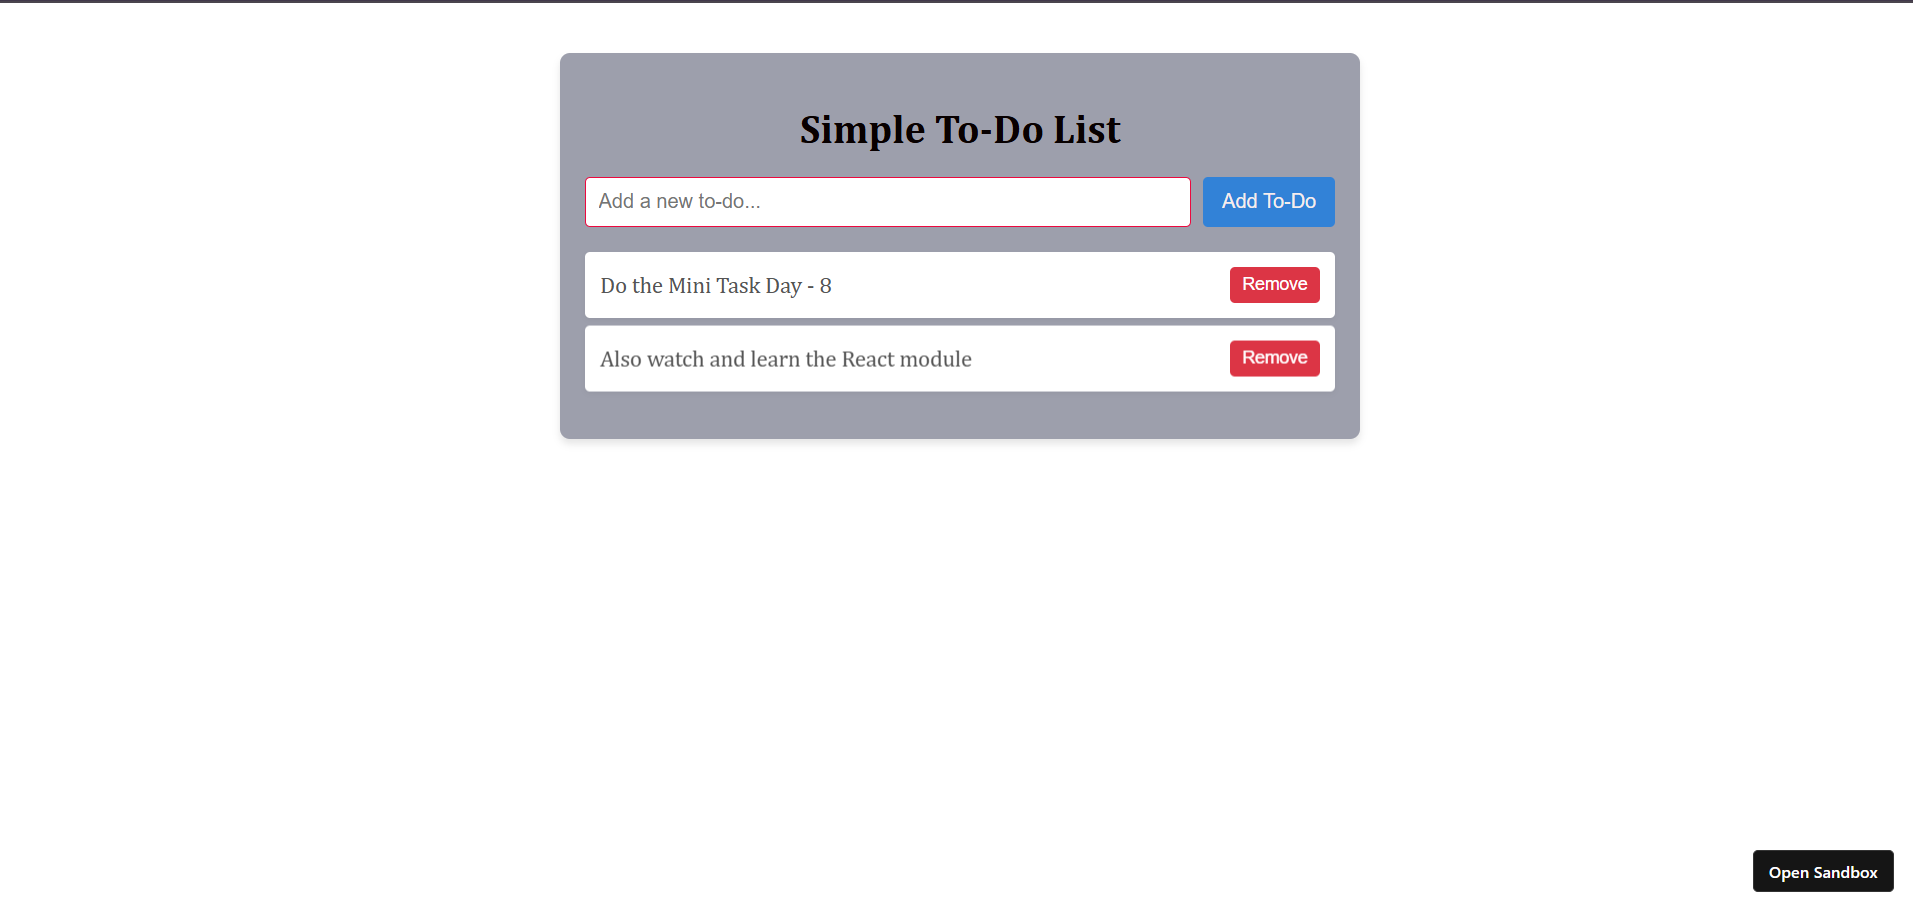 Simple To-Do List
Add a new to-do...
Add To-Do
Do the Mini Task Day - 8
Remove
Also watch and learn the React module
Remove
Open Sandbox